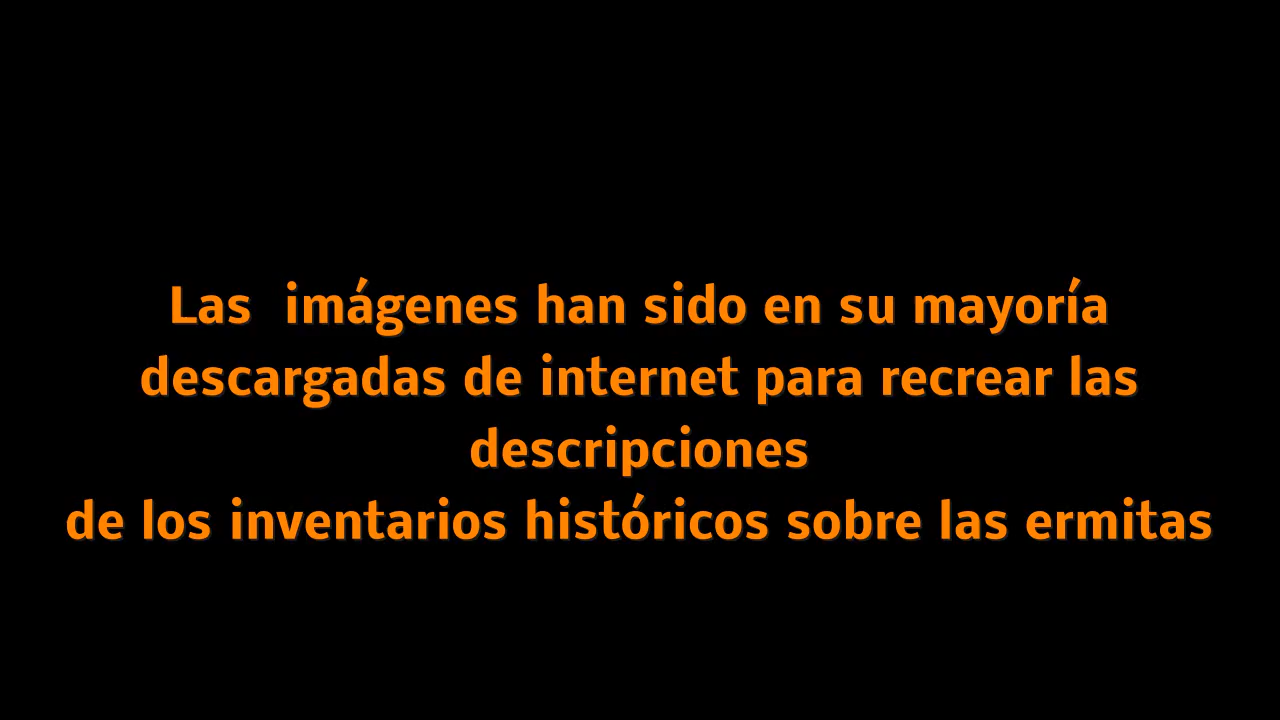 Las  imágenes han sido en su mayoría
descargadas de internet para recrear las
descripciones
de los inventarios históricos sobre las ermitas